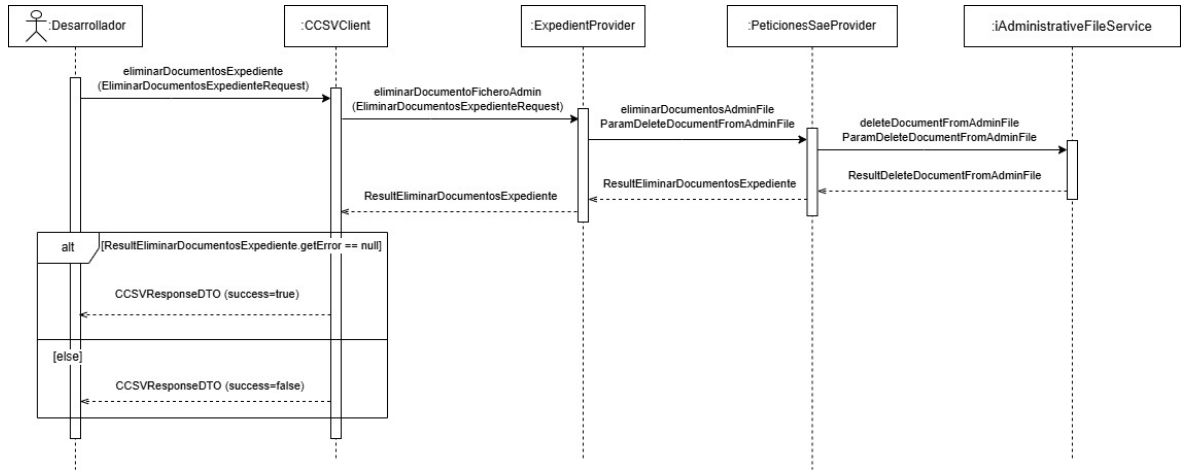 :Desarrollador
:CCSVClient
:ExpedientProvider
:PeticionesSaeProvider
:iAdministrativeFileService
eliminarDocumentosExpediente
(EliminarDocumentosExpedienteRequest)
eliminarDocumentoFicheroAdmin
(EliminarDocumentosExpedienteRequest)
eliminarDocumentosAdminFile
ParamDeleteDocumentFromAdminFile
deleteDocumentFromAdminFile
ParamDeleteDocumentFromAdminFile
ResultDeleteDocumentFromAdminFile
ResultEliminarDocumentosExpediente
ResultEliminarDocumentosExpediente
alt
[ResultEliminarDocumentosExpediente.getError == null]
CCSVResponseDTO (success=true)
[else]
CCSVResponseDTO (success=false)